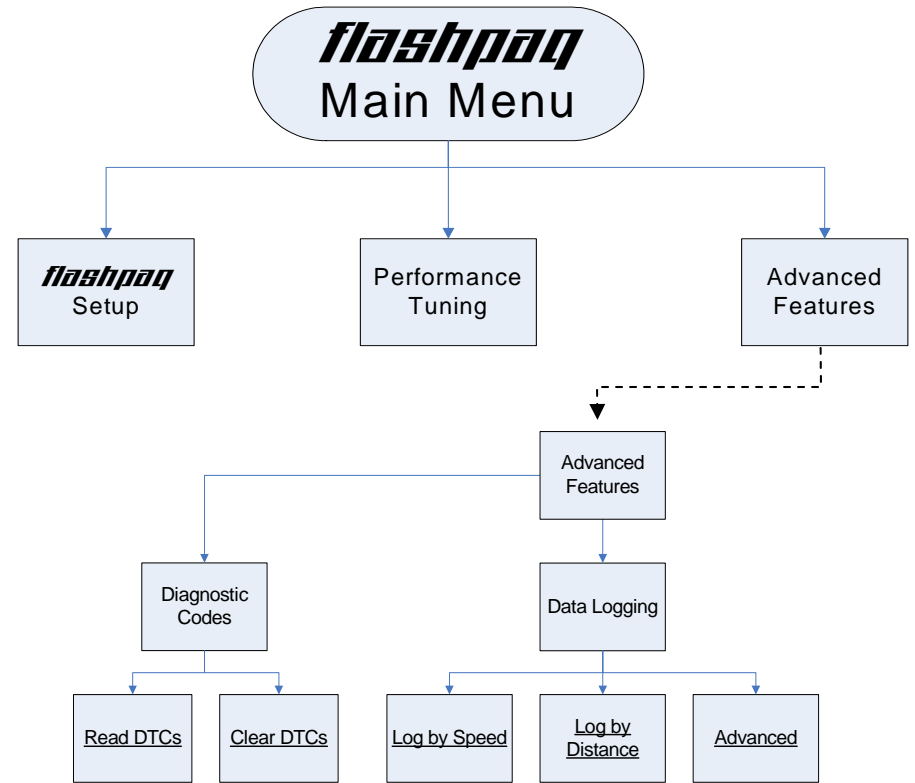 flashpaq
Main Menu
flashpaq
Setup
Performance
Tuning
Advanced
Features
Advanced
Features
Diagnostic
Codes
Data Logging
Read DTCs
Clear DTCs
Log by Speed
Log by
Distance
Advanced